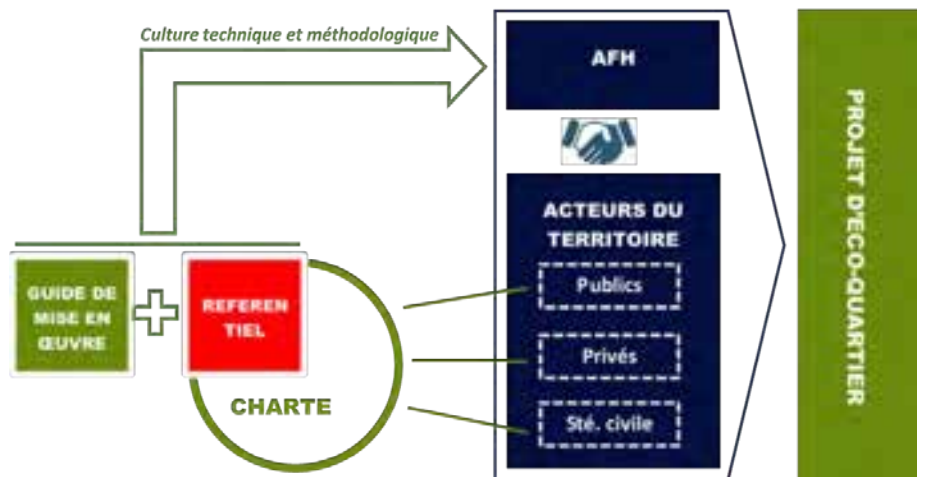 Culture technique et méthodologique
AFH
ACTEURS DU
TERRITOIRE
Publics
Privés
Sté. civile
GUIDE DE
MISE EN
ŒUVRE
REFEREN
TIEL
CHARTE
PROJET D'ECO-QUARTIER